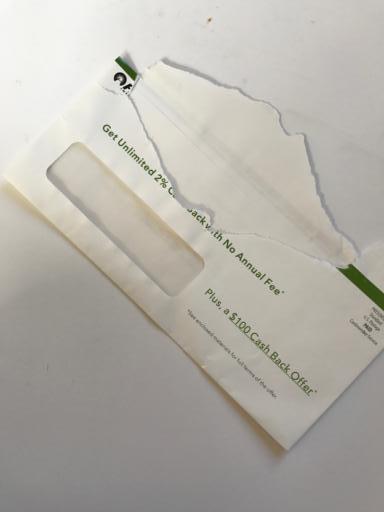 Get Unlimited 2% C Back with No Annual Fee*
Plus, a $100 Cash Back Offer*
*See enclosed materials for full terms of the offer.
PAID